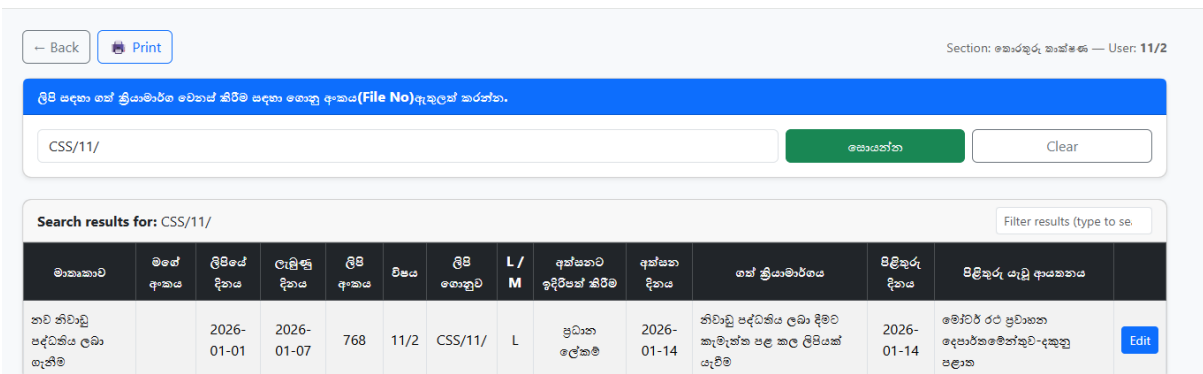 ← Back
Print
Section: තොරතුරු තාක්ෂණ — User: 11/2
ලිපි සඳහා ගත් ක්‍රියාමාර්ග වෙනස් කිරීම සඳහා ගොනු අංකය(File No)ඇතුලත් කරන්න.
CSS/11/
සොයන්න
Clear
Search results for: CSS/11/
Filter results (type to se
මාතෘකාව
මගේ
අංකය
ලිපියේ
දිනය
ලැබුණු
දිනය
ලිපි
අංකය
විෂය
ලිපි
ගොනුව
L /
M
අත්සනට
ඉදිරිපත් කිරීම
අත්සන
දිනය
ගත් ක්‍රියාමාර්ගය
පිළිතුරු
දිනය
පිළිතුරු යැවූ ආයතනය
නව නිවාඩු
පද්ධතිය ලබා
ගැනීම
2026-
01-01
2026-
01-07
768
11/2
CSS/11/
L
ප්‍රධාන
ලේකම්
2026-
01-14
නිවාඩු පද්ධතිය ලබා දීමට
කැමැත්ත පළ කල ලිපියක්
යැවීම
2026-
01-14
මෝටර් රථ ප්‍රවාහන
දෙපාර්තමේන්තුව-දකුනු
පළාත
Edit